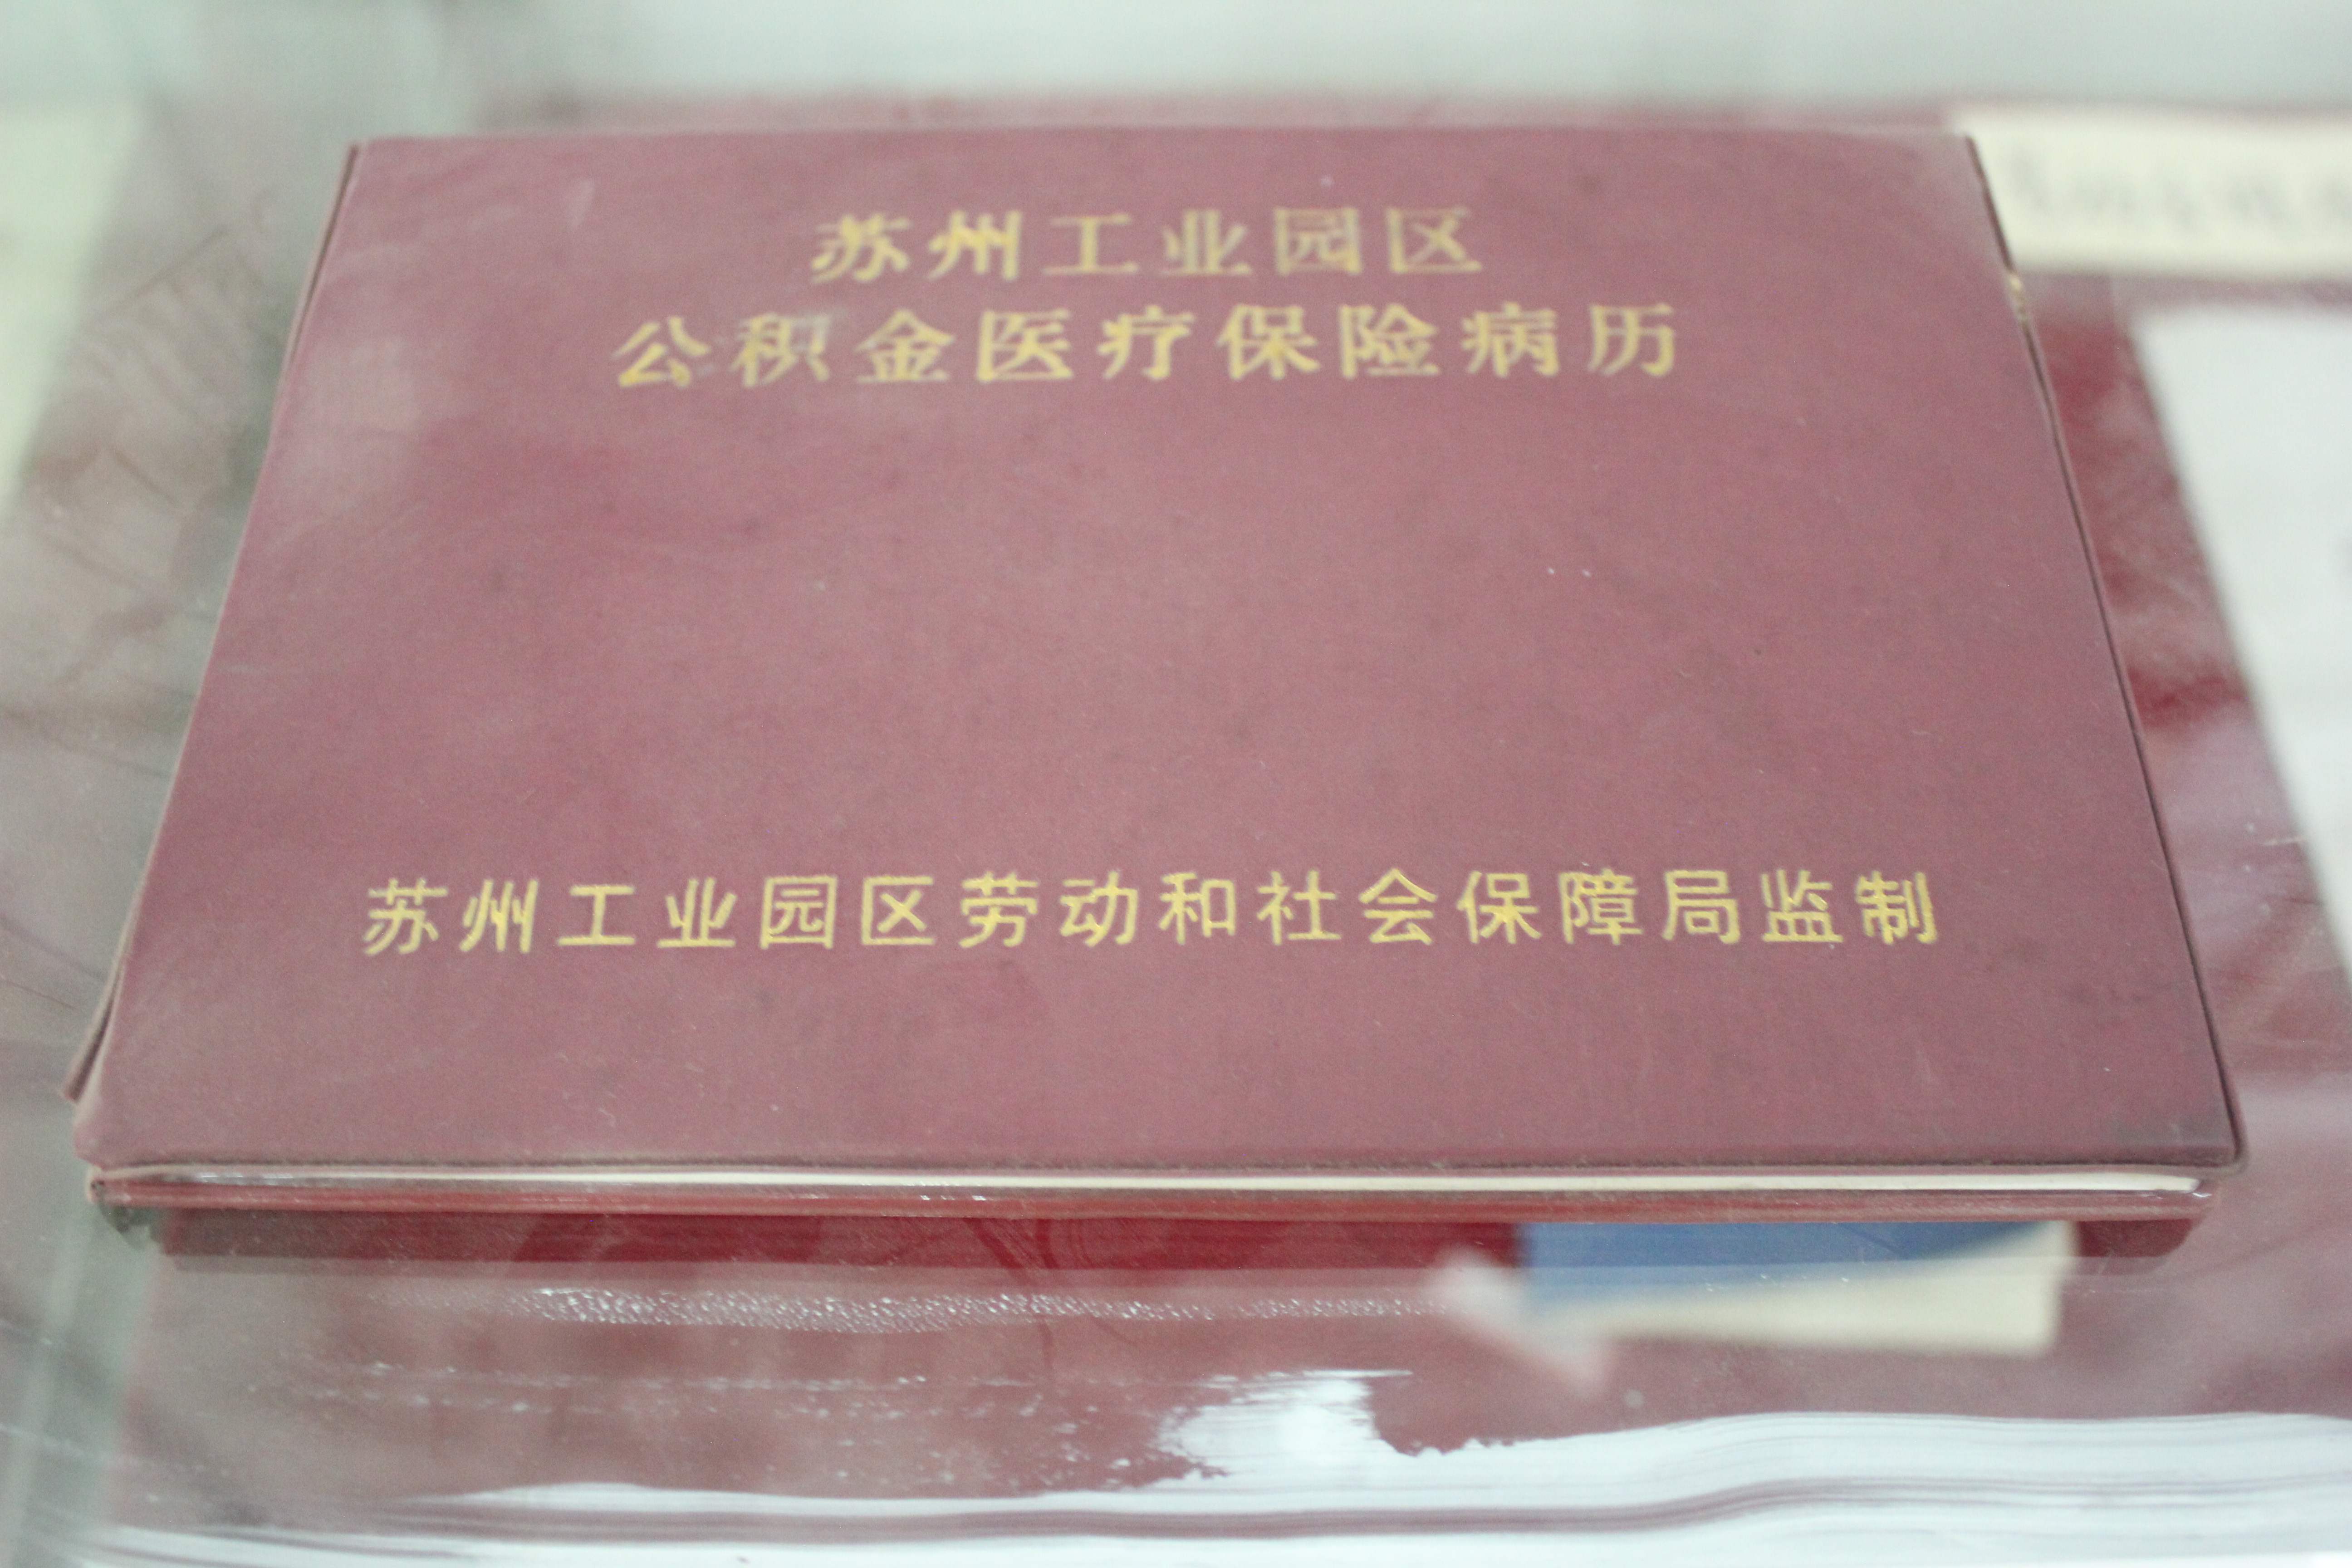 苏州工业园区
公积金医疗保险病历
苏州工业园区劳动和社会保障局监制